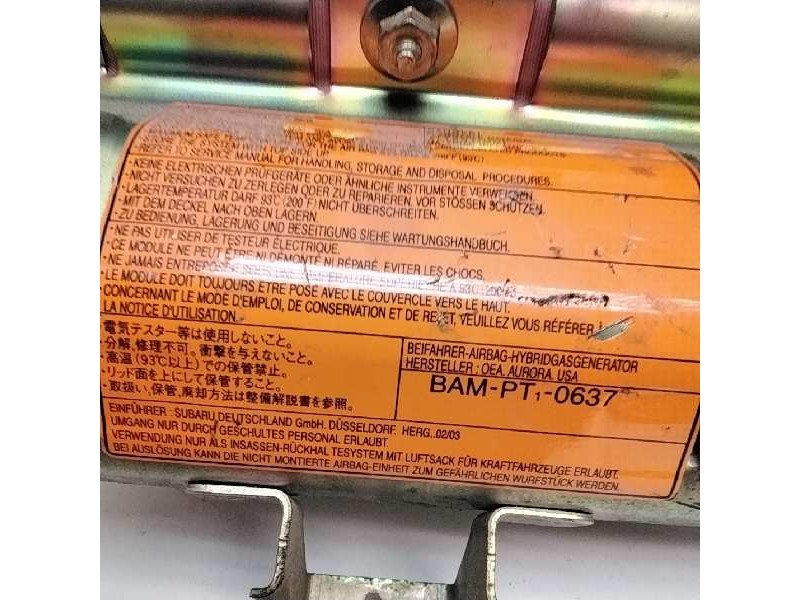 REFER TO SERVICE MANUAL FOR HANDLING, STORAGE AND DISPOSAL PROCEDURES.
·KEINE ELEKTRISCHEN PRÜFGERÄTE ODER ÄHNLICHE INSTRUMENTE VERWEICHEN.
·NICHT VERSUCHEN ZU ZERLEGEN ODER ZU REPARIEREN, VOR STÖSSEN SCHÜTZEN.
·LAGERTEMPERATUR DARF 93℃ (200 F) NICHT ÜBERSCHREITEN.
·MIT DEM DECKEL NACH OBEN LAGERN
·ZU BEDIENUNG, LAGERUNG UND BESEITIGUNG SIEHE WARTUNGSHANDBUCH.
·NE PAS UTILISER DE TESTEUR ÉLECTRIQUE.
CE MODULE NE PEUT ÊTRE NI DÉMONTÉ NI RÉPARÉ, EVITER LES CHOCS.
·NE JAMAIS ENTREPOSER
·LE MODULE DOIT TOUJOURS ÊTRE POSÉ AVEC LE COUVERCLE VERS LE HAUT.
·CONCERNANT LE MODE D'EMPLOI, DE CONSERVATION ET DE REJET, VEUILLEZ VOUS RÉFÉRER
LA NOTICE D'UTILISATION.
·電気テスター等は使用しないこと。
·分解, 修理不可。衝撃を与えないこと。
·高温 (93℃以上) での保管禁止。
·リッド面を上にして保管すること。
·取扱い, 保管, 廃却方法は整備解説書を参照。
BEIFAHRER-AIRBAG-HYBRIDGASGENERATOR
HERSTELLER : OEA, AURORA, USA
BAM-PT₁-0637
EINFÜHRER : SUBARU DEUTSCHLAND GmbH. DÜSSELDORF. HERG..02/03
UMGANG NUR DURCH GESCHULTES PERSONAL ERLAUBT.
VERWENDUNG NUR ALS INSASSEN-RÜCKHAL TESYSTEM MIT LUFTSACK FÜR KRAFTFAHRZEUGE ERLAUBT.
BEI AUSLÖSUNG KANN DIE NICHT MONTIERTE AIRBAG-EINHEIT ZUM GEFÄHRLICHEN WURFSTÜCK WERDEN.